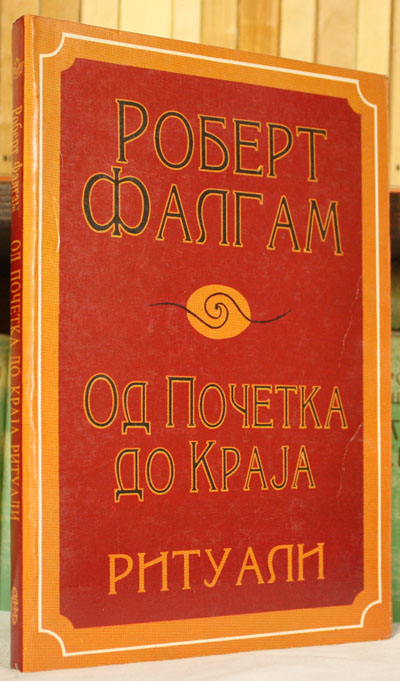 РОБЕРТ
ФАЛГАМ
ОД ПОЧЕТКА
ДО КРАЈА
РИТУАЛИ
Роберт Фалгам ОД ПОЧЕТКА ДО КРАЈА РИТУАЛИ